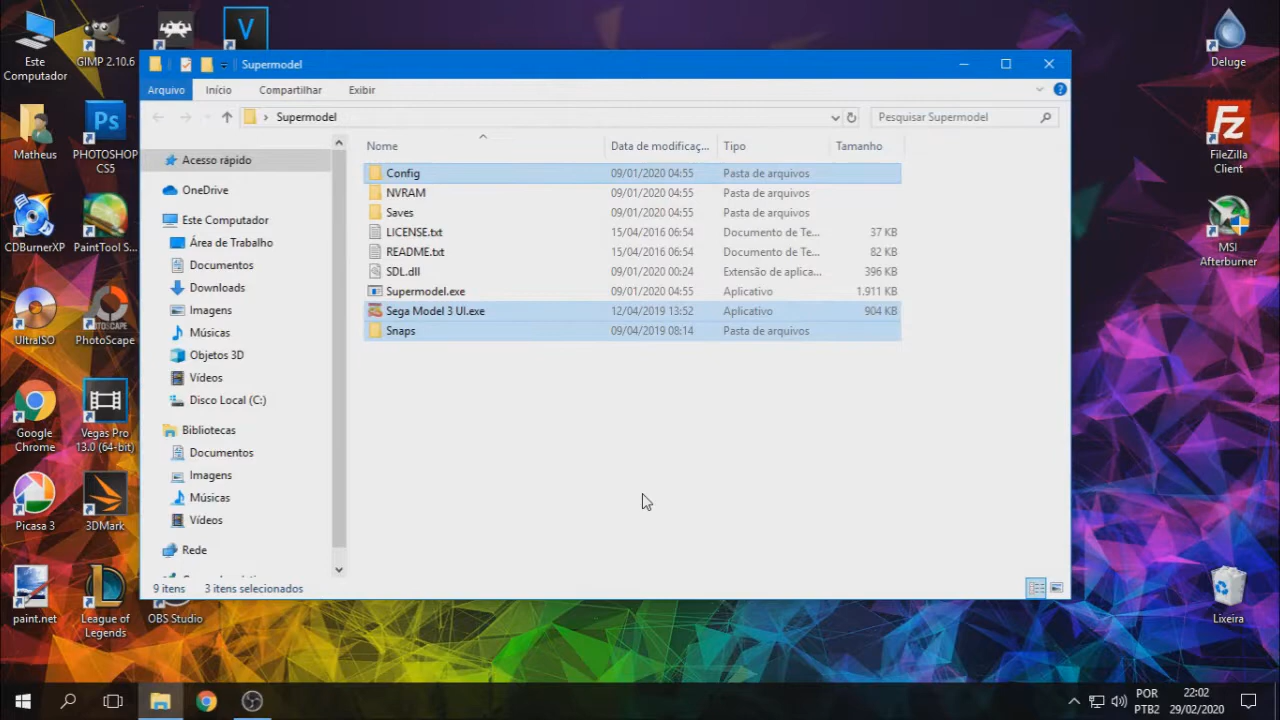 Este
Computador
GIMP 2.10.6
Matheus
PHOTOSHOP
CS5
CDBurnerXP
PaintTool S...
UltraISO
PhotoScape
Google
Chrome
Vegas Pro
13.0 (64-bit)
Picasa 3
3DMark
paint.net
League of
Legends
OBS Studio
Supermodel
Arquivo
Início
Compartilhar
Exibir
Supermodel
Pesquisar Supermodel
Acesso rápido
OneDrive
Este Computador
Área de Trabalho
Documentos
Downloads
Imagens
Músicas
Objetos 3D
Vídeos
Disco Local (C:)
Bibliotecas
Documentos
Imagens
Músicas
Vídeos
Rede
Nome Data de modificaç... Tipo Tamanho
Config 09/01/2020 04:55 Pasta de arquivos
NVRAM 09/01/2020 04:55 Pasta de arquivos
Saves 09/01/2020 04:55 Pasta de arquivos
LICENSE.txt 15/04/2016 06:54 Documento de Te... 37 KB
README.txt 15/04/2016 06:54 Documento de Te... 82 KB
SDL.dll 09/01/2020 00:24 Extensão de aplica... 396 KB
Supermodel.exe 09/01/2020 04:55 Aplicativo 1.911 KB
Sega Model 3 UI.exe 12/04/2019 13:52 Aplicativo 904 KB
Snaps 09/04/2019 08:14 Pasta de arquivos
9 itens 3 itens selecionados
Deluge
FileZilla
Client
MSI
Afterburner
Lixeira
POR
PTB2
22:02
29/02/2020